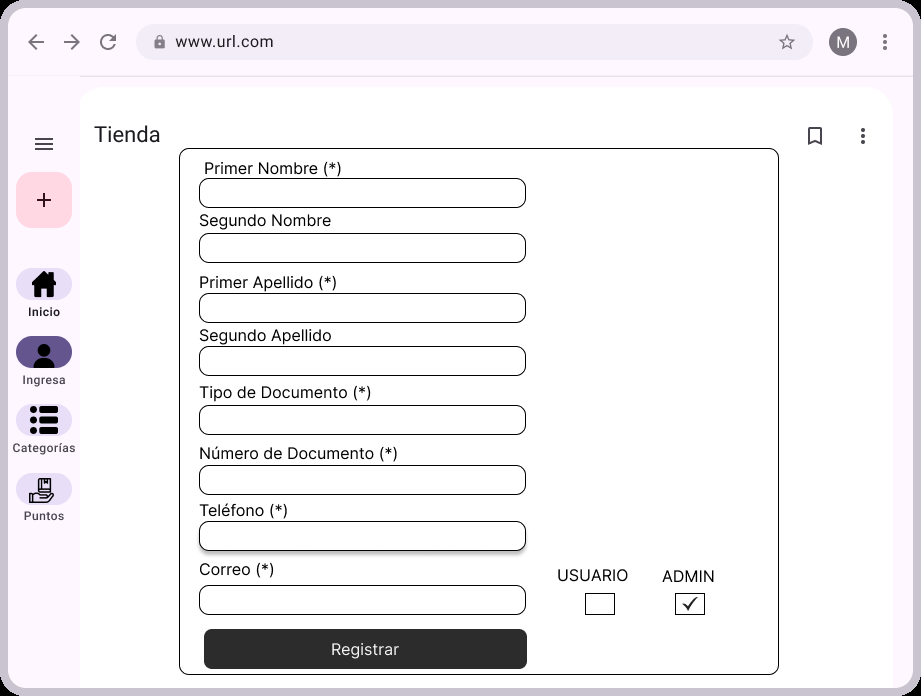 www.url.com
M
Tienda
Primer Nombre (*)
Segundo Nombre
Primer Apellido (*)
Segundo Apellido
Tipo de Documento (*)
Número de Documento (*)
Teléfono (*)
Correo (*)
USUARIO
ADMIN
Registrar
Inicio
Ingresa
Categorías
Puntos